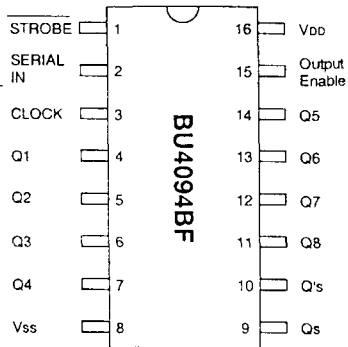 STROBE 1 16 VDD
SERIAL IN 2 15 Output Enable
CLOCK 3 14 Q5
Q1 4 13 Q6
Q2 5 12 Q7
Q3 6 11 Q8
Q4 7 10 Q's
Vss 8 9 Qs
BU4094BF